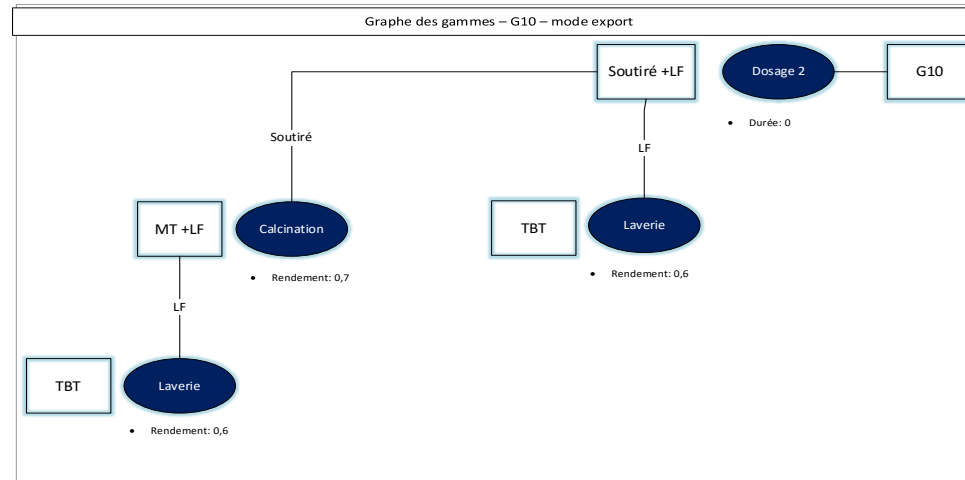 Graphe des gammes – G10 – mode export
Soutiré +LF
Dosage 2
G10
• Durée: 0
Soutiré
LF
MT +LF
Calcination
TBT
Laverie
• Rendement: 0,7
• Rendement: 0,6
LF
TBT
Laverie
• Rendement: 0,6